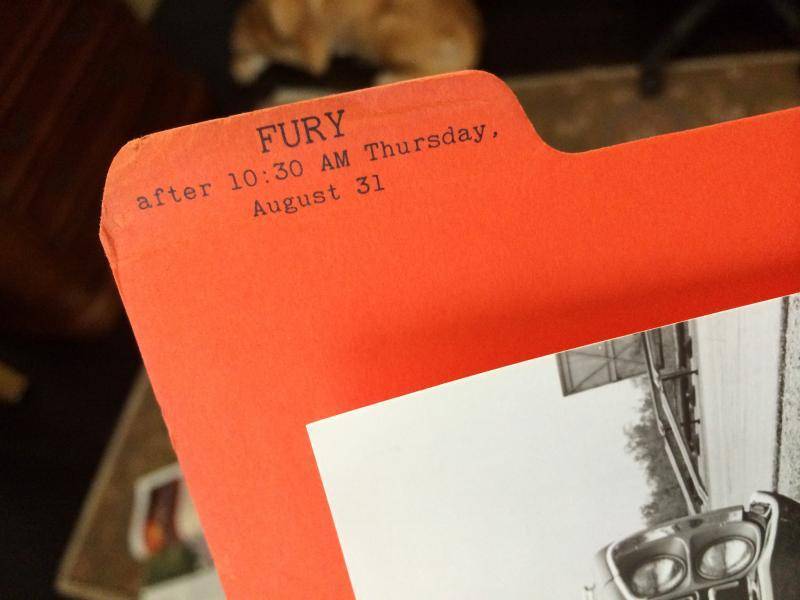 FURY
after 10:30 AM Thursday,
August 31